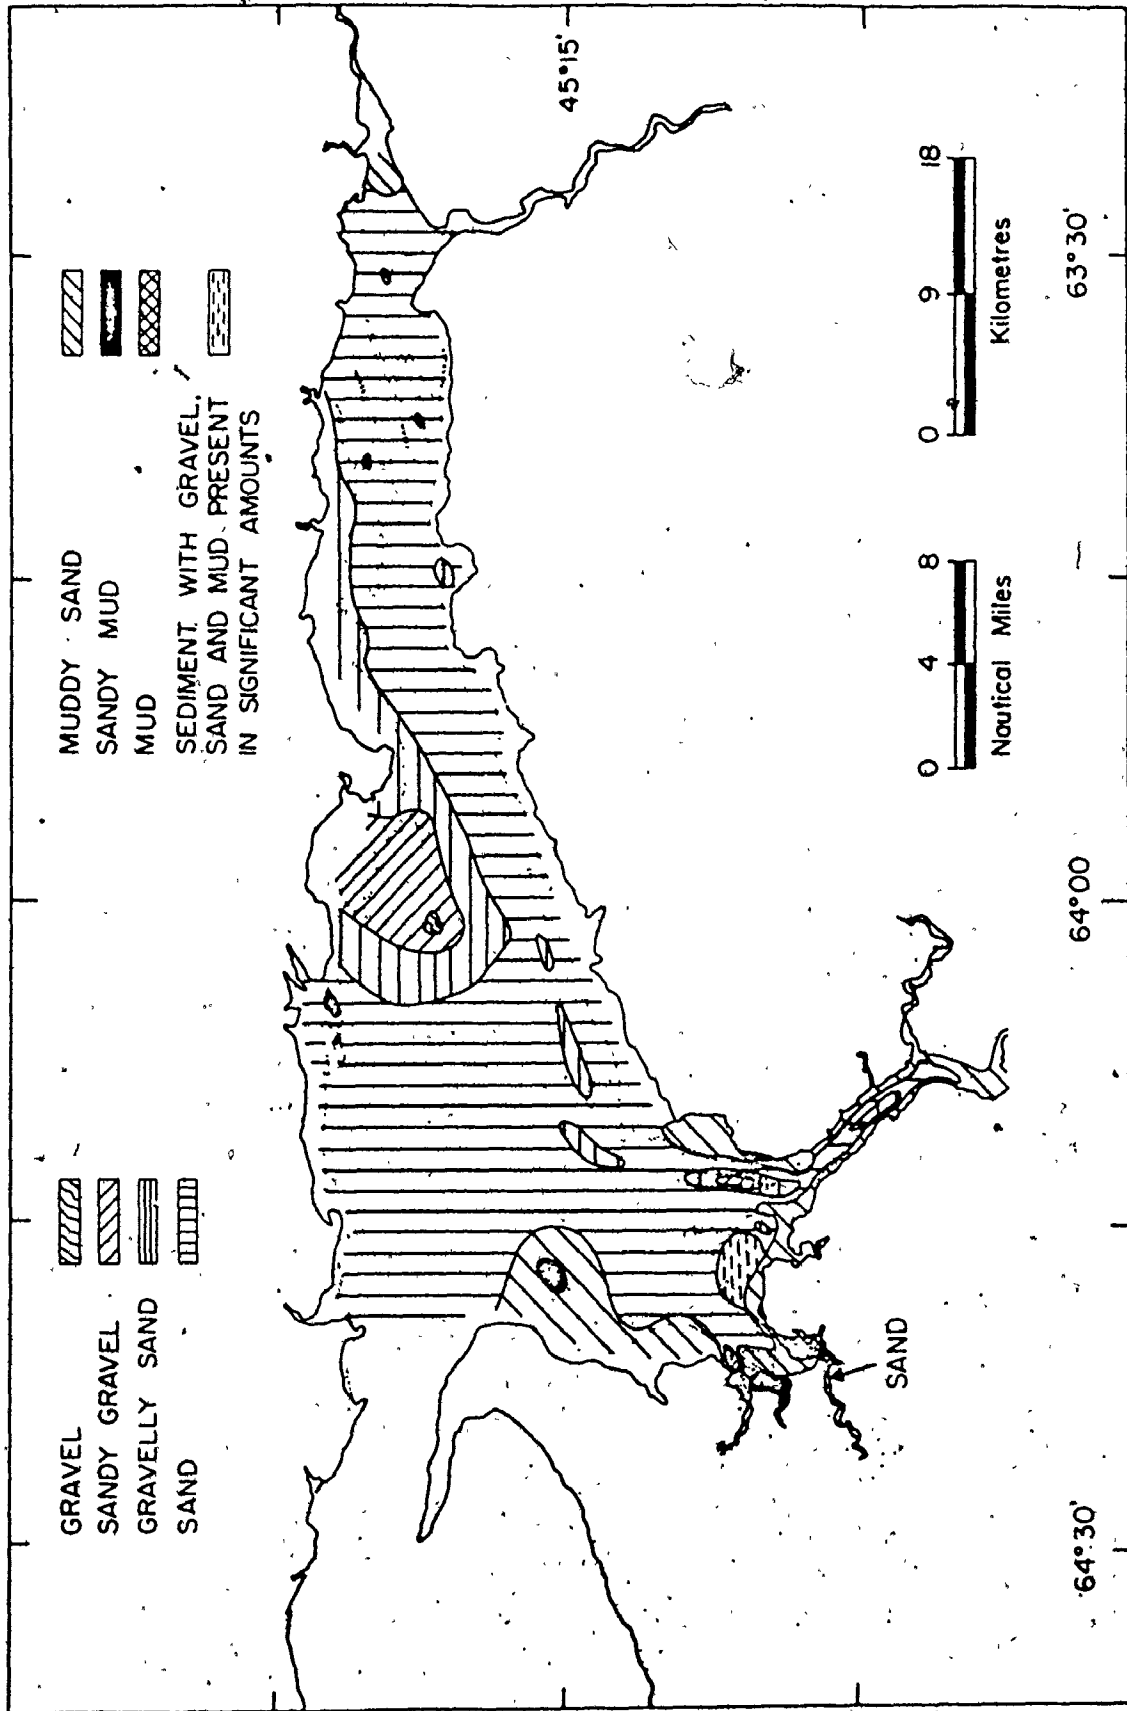 GRAVEL
SANDY GRAVEL
GRAVELLY SAND
SAND
MUDDY SAND
SANDY MUD
MUD
SEDIMENT WITH GRAVEL,
SAND AND MUD PRESENT
IN SIGNIFICANT AMOUNTS
45°15'
SAND
0 4 8
Nautical Miles
0 9 18
Kilometres
64°30'
64°00
63°30'